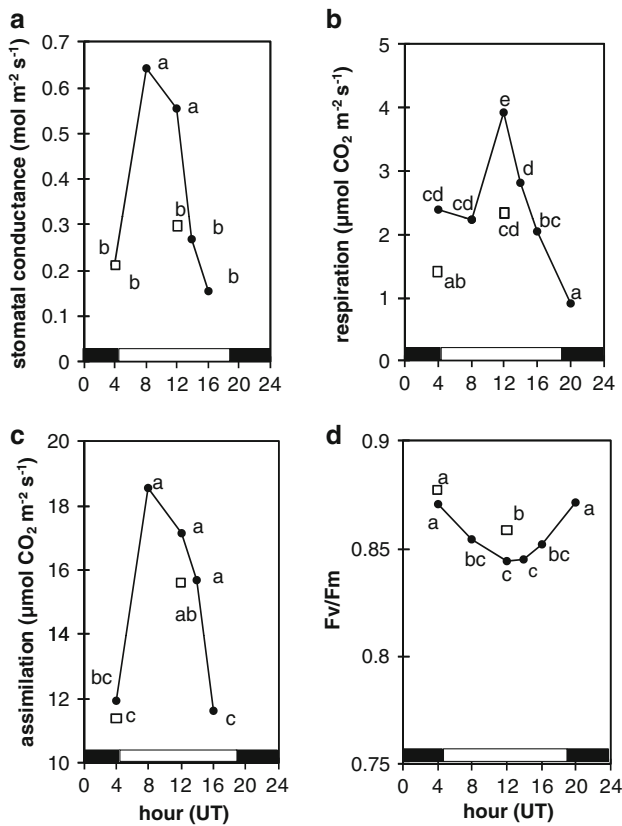 a
stomatal conductance (mol m⁻² s⁻¹)
0.7
0.6
0.5
0.4
0.3
0.2
0.1
0
a
a
b
b
b
b
b
0 4 8 12 16 20 24
b
respiration (µmol CO₂ m⁻² s⁻¹)
5
4
3
2
1
0
e
d
cd
cd
cd
bc
ab
a
0 4 8 12 16 20 24
c
assimilation (µmol CO₂ m⁻² s⁻¹)
20
18
16
14
12
10
a
a
a
ab
bc
c
c
0 4 8 12 16 20 24
hour (UT)
d
Fv/Fm
0.9
0.85
0.8
0.75
a
a
b
a
bc
c
c
bc
0 4 8 12 16 20 24
hour (UT)